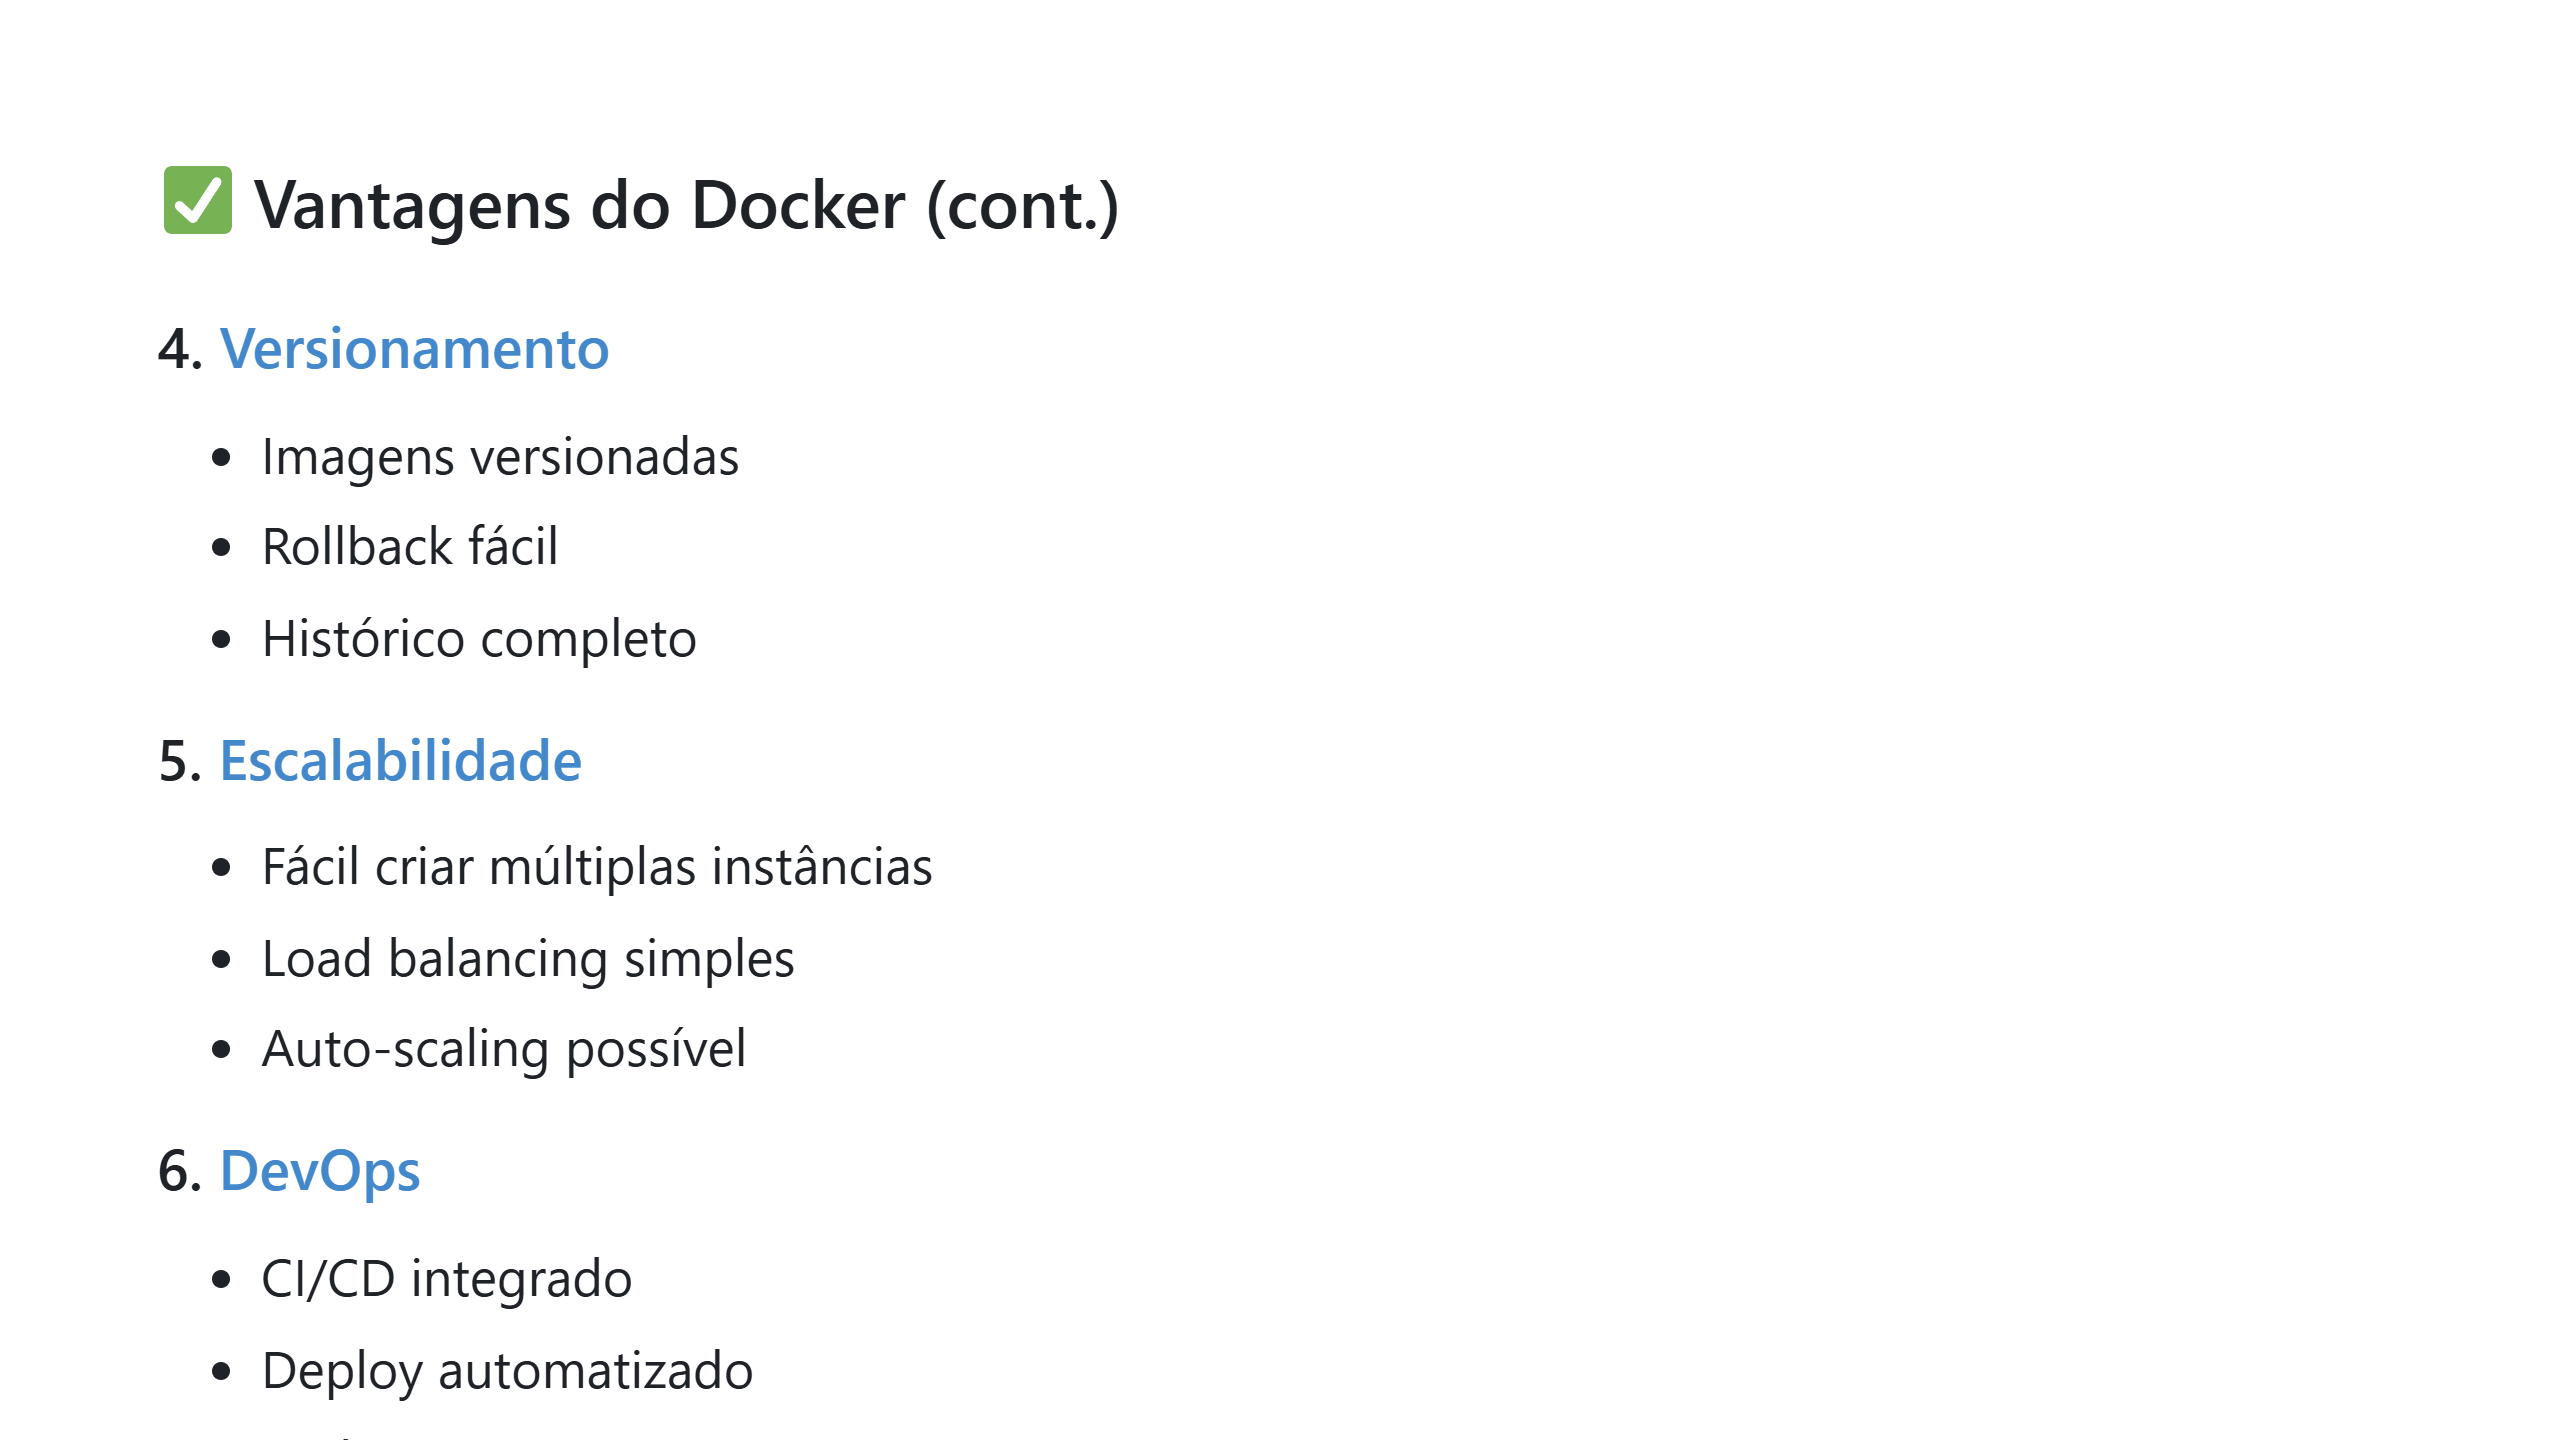 ✅ Vantagens do Docker (cont.)
4. Versionamento
• Imagens versionadas
• Rollback fácil
• Histórico completo
5. Escalabilidade
• Fácil criar múltiplas instâncias
• Load balancing simples
• Auto-scaling possível
6. DevOps
• CI/CD integrado
• Deploy automatizado